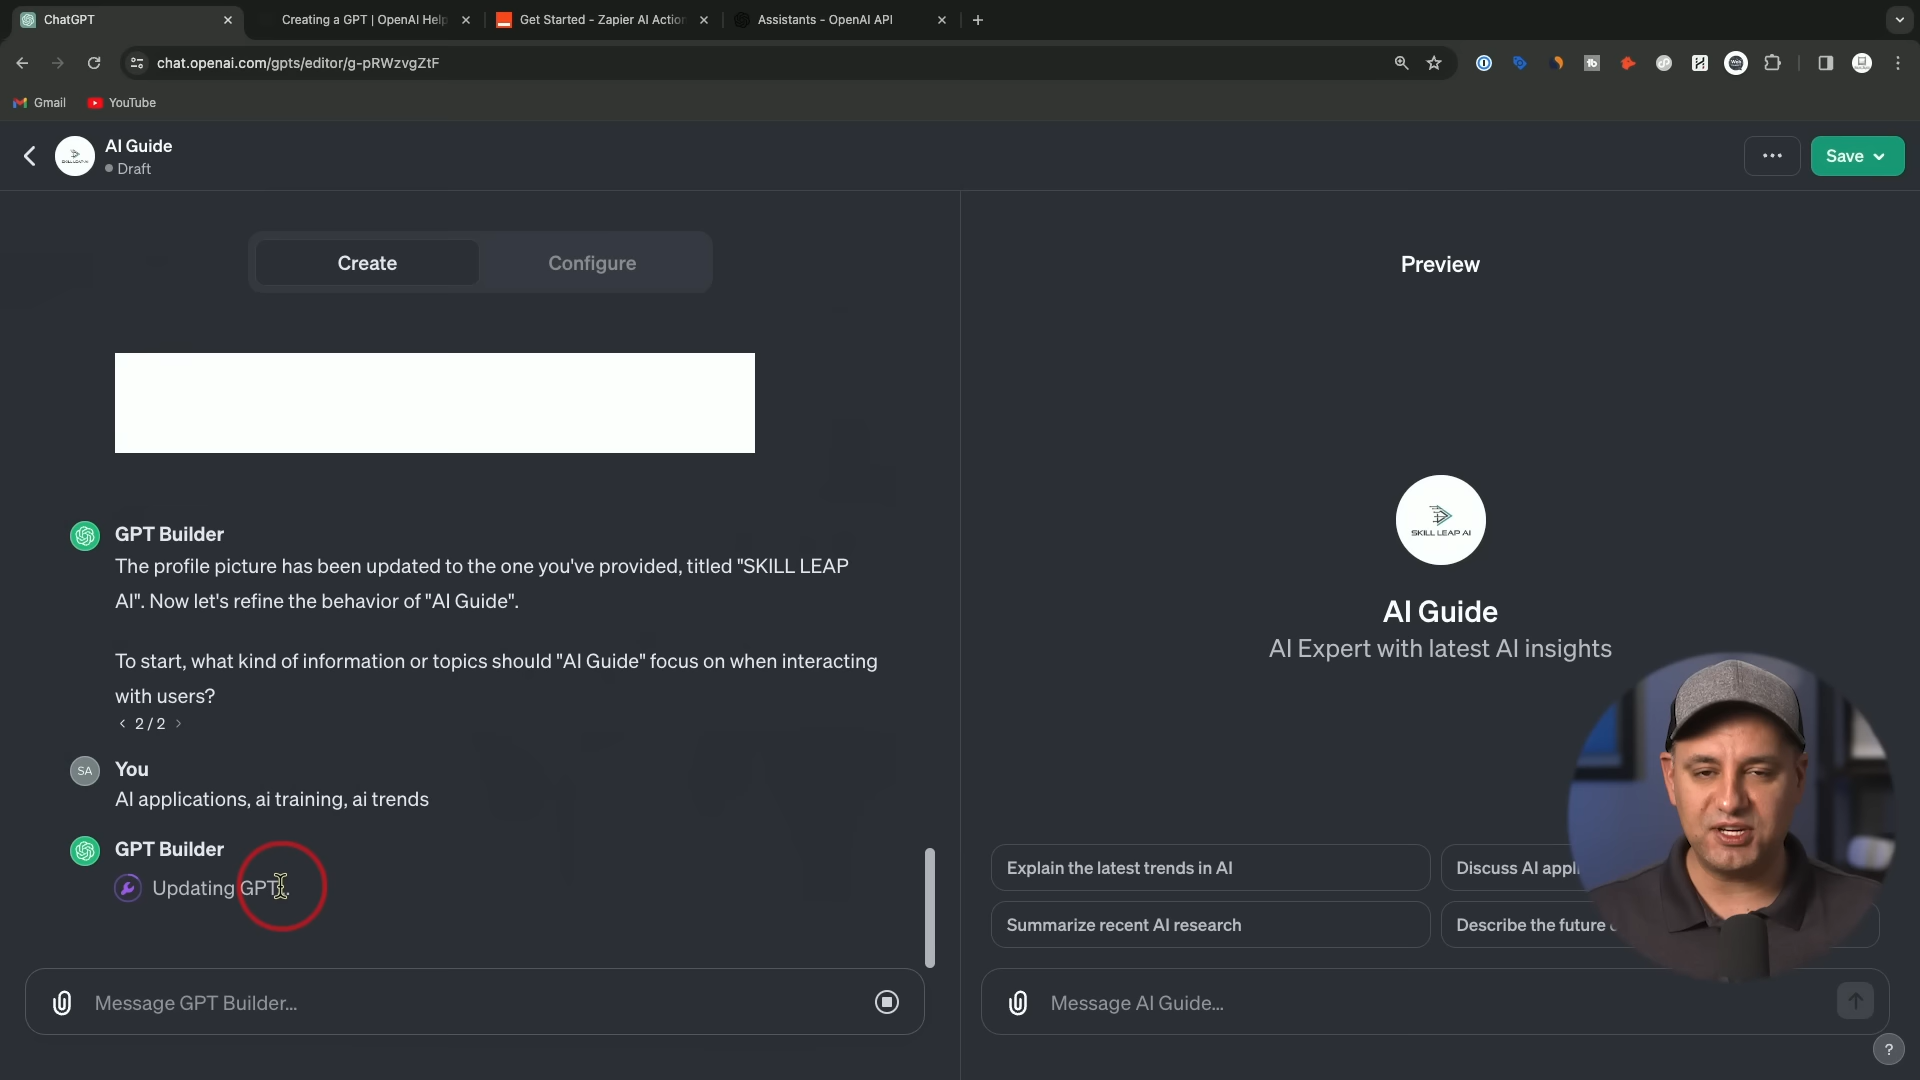 ChatGPT
Creating a GPT | OpenAI Help
Get Started - Zapier AI Action
Assistants - OpenAI API
chat.openai.com/gpts/editor/g-pRWzvgZtF
Gmail
YouTube
AI Guide
Draft
Save
Create
Configure
Preview
GPT Builder
The profile picture has been updated to the one you've provided, titled "SKILL LEAP
AI". Now let's refine the behavior of "AI Guide".
To start, what kind of information or topics should "AI Guide" focus on when interacting
with users?
2 / 2
SA
You
AI applications, ai training, ai trends
GPT Builder
Updating GPT..
Message GPT Builder...
SKILL LEAP AI
AI Guide
AI Expert with latest AI insights
Explain the latest trends in AI
Discuss AI appli
Summarize recent AI research
Describe the future
Message AI Guide...
?